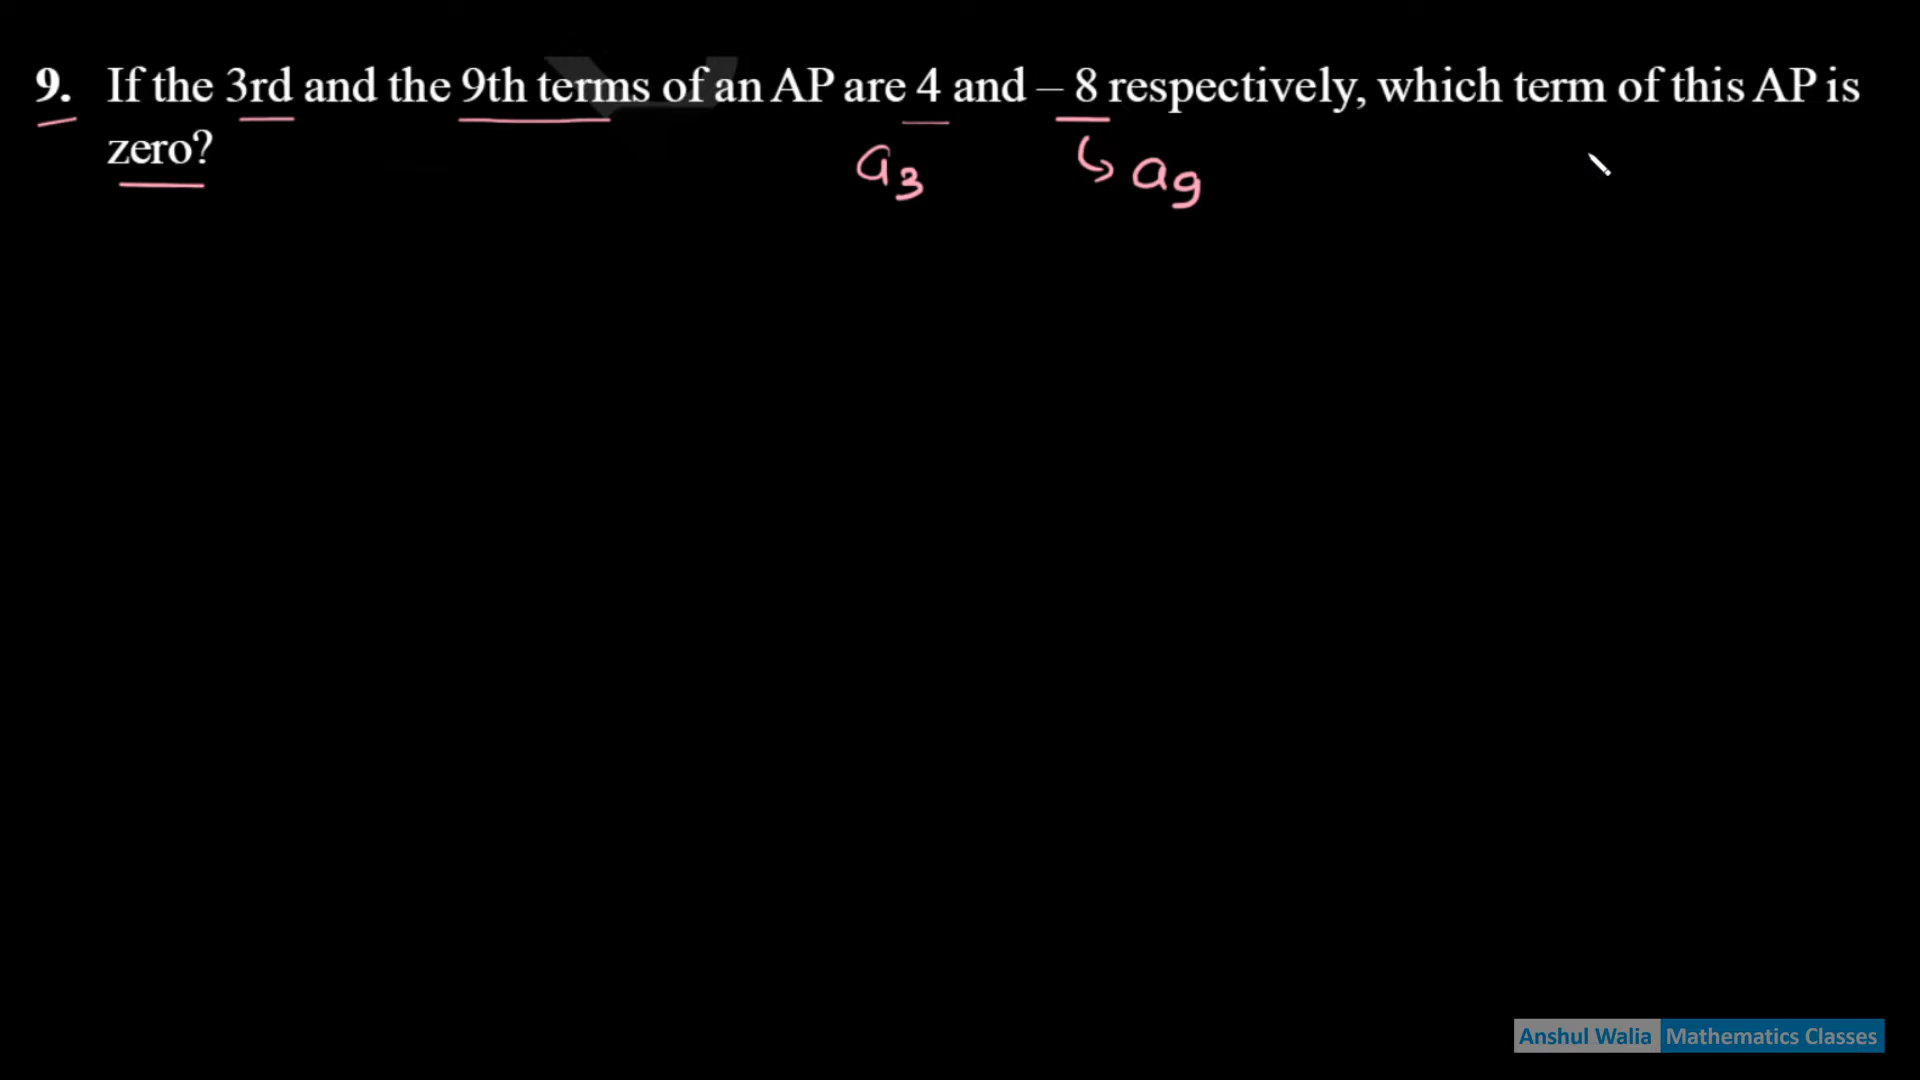 9. If the 3rd and the 9th terms of an AP are 4 and – 8 respectively, which term of this AP is
zero?
a3
a9
Anshul Walia Mathematics Classes